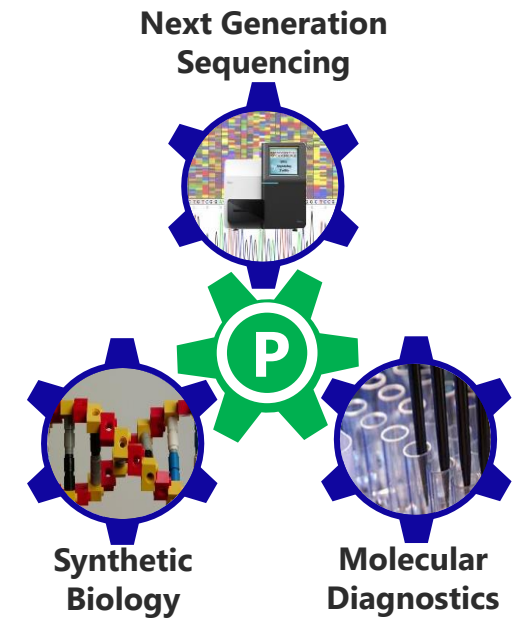 Next Generation
Sequencing
P
Synthetic
Biology
Molecular
Diagnostics